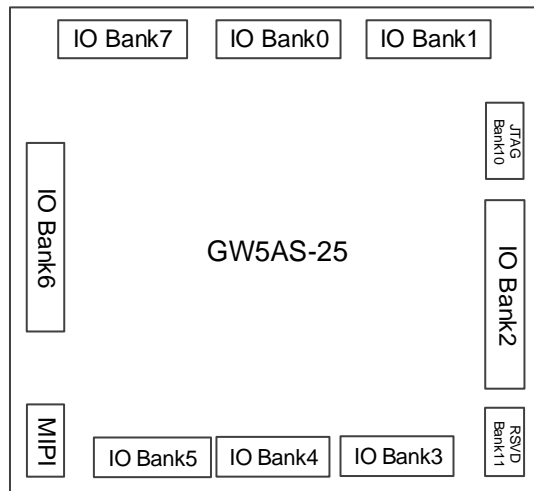 IO Bank7
IO Bank0
IO Bank1
JTAG
Bank10
IO Bank6
GW5AS-25
IO Bank2
MIPI
IO Bank5
IO Bank4
IO Bank3
RSVD
Bank11